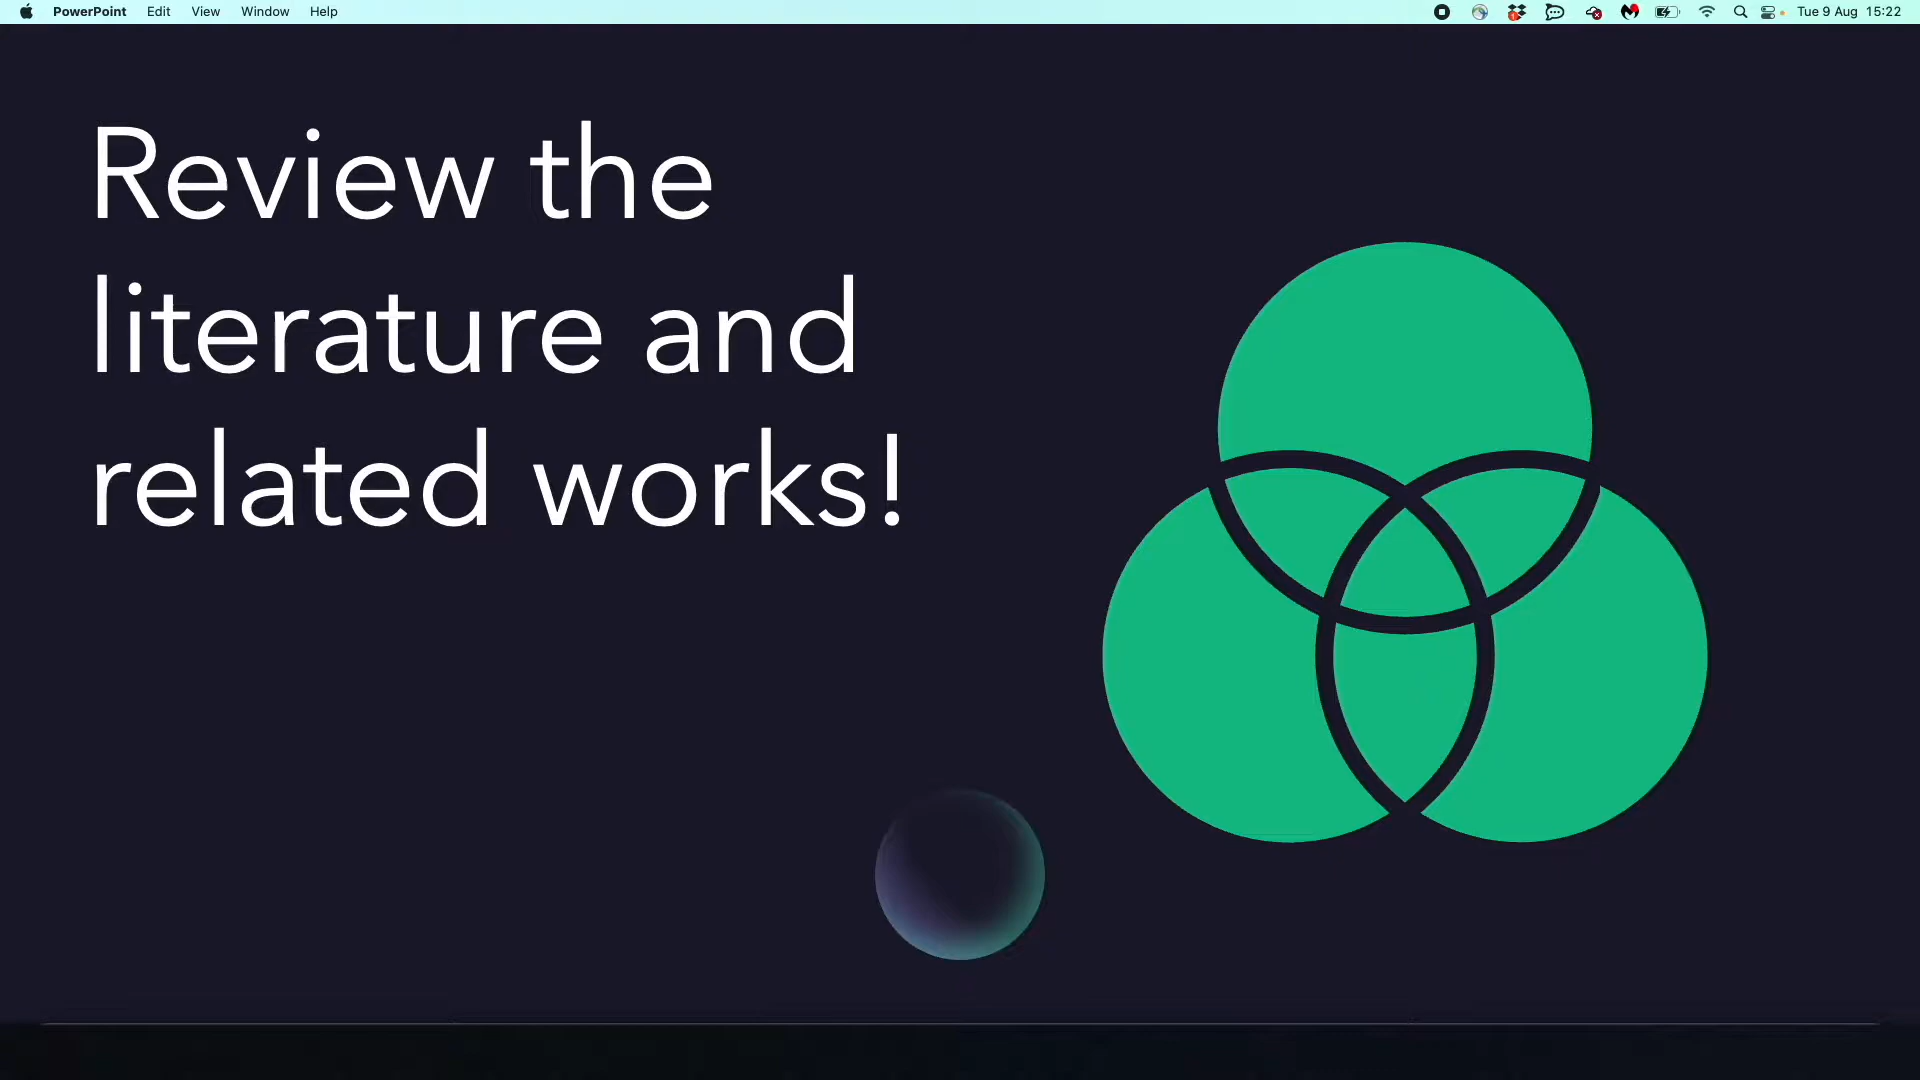 PowerPoint Edit View Window Help Tue 9 Aug 15:22
Review the
literature and
related works!